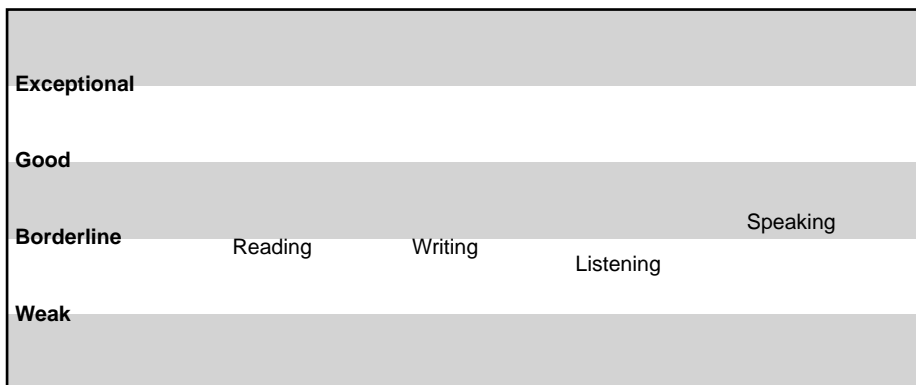 Exceptional
Good
Speaking
Borderline
Reading
Writing
Listening
Weak